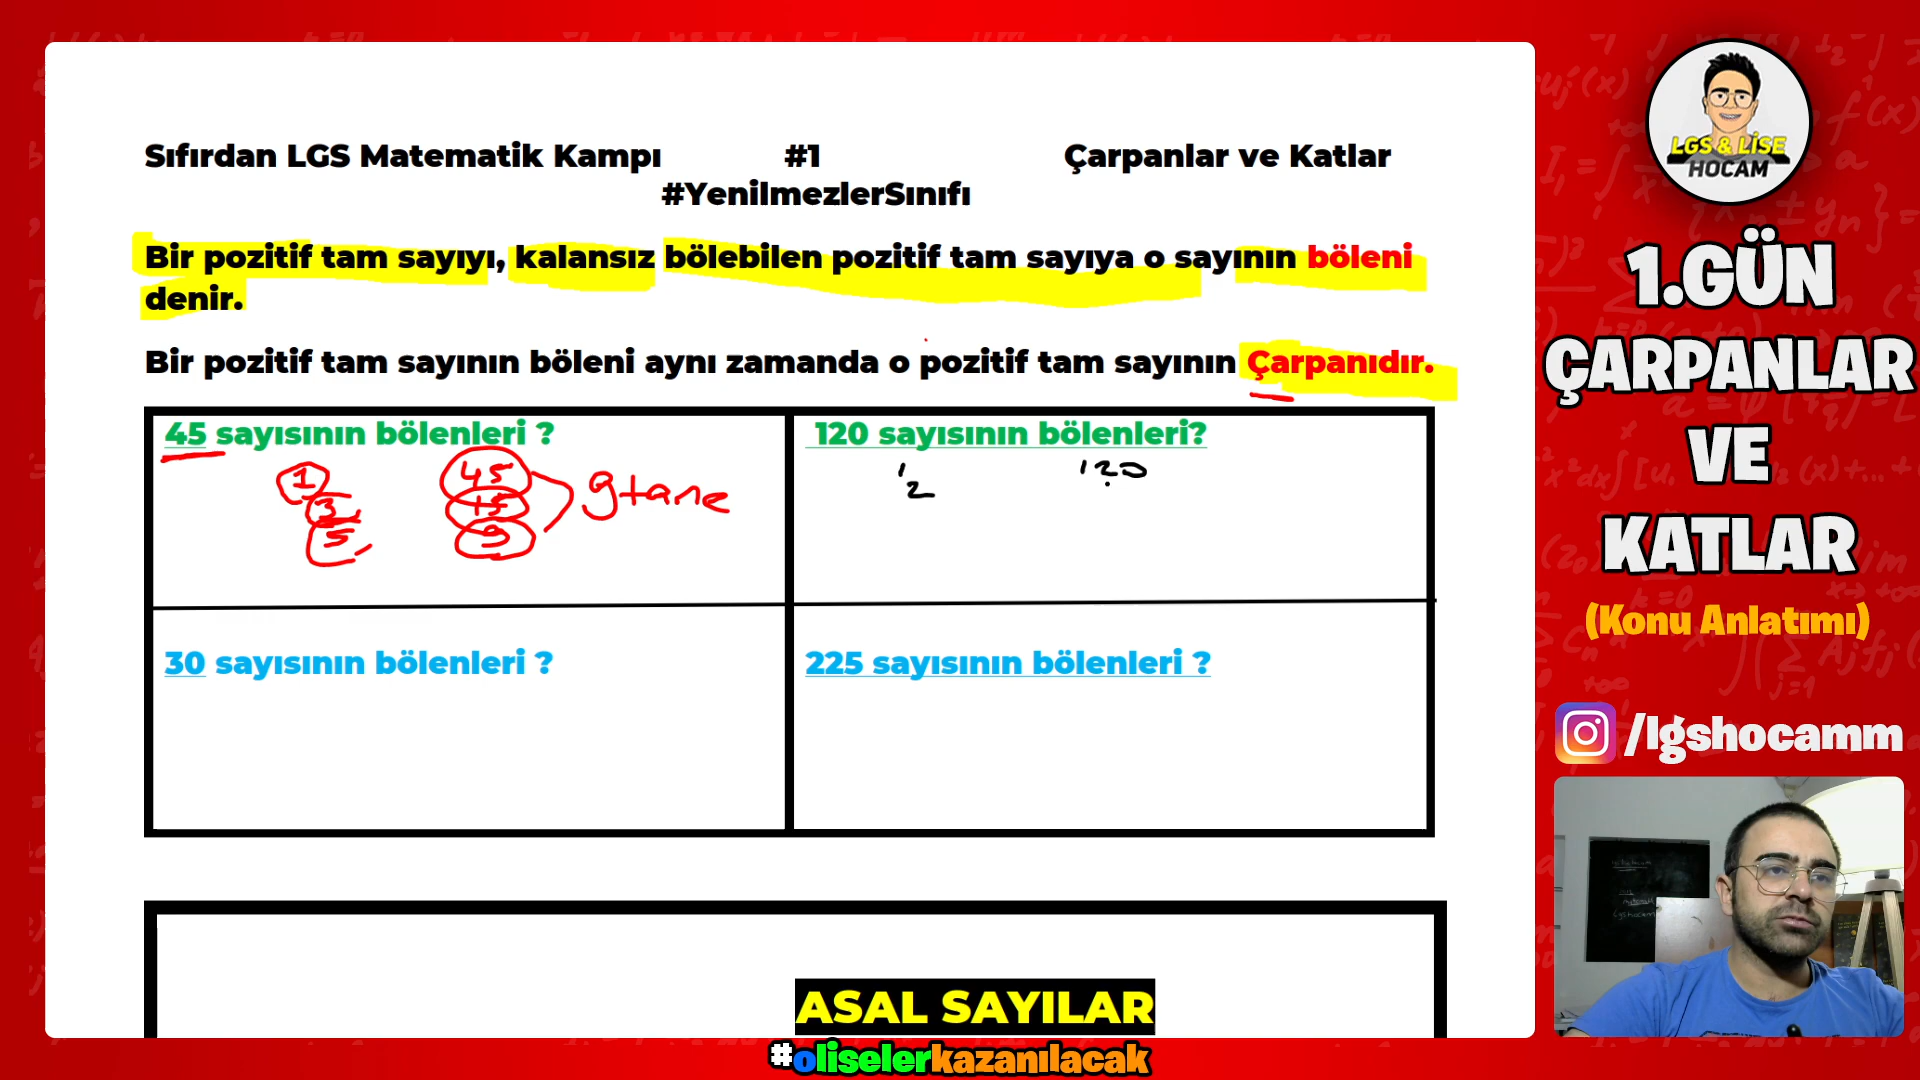 Sıfırdan LGS Matematik Kampı #1 Çarpanlar ve Katlar
#YenilmezlerSınıfı
Bir pozitif tam sayıyı, kalansız bölebilen pozitif tam sayıya o sayının böleni
denir.
Bir pozitif tam sayının böleni aynı zamanda o pozitif tam sayının Çarpanıdır.
45 sayısının bölenleri ?
1 45
3 15
5 9
tane
120 sayısının bölenleri?
1 120
2
30 sayısının bölenleri ?
225 sayısının bölenleri ?
ASAL SAYILAR
#oliselerkazanılacak
LGS & LİSE
HOCAM
1.GÜN
ÇARPANLAR
VE
KATLAR
(Konu Anlatımı)
/lgshocamm